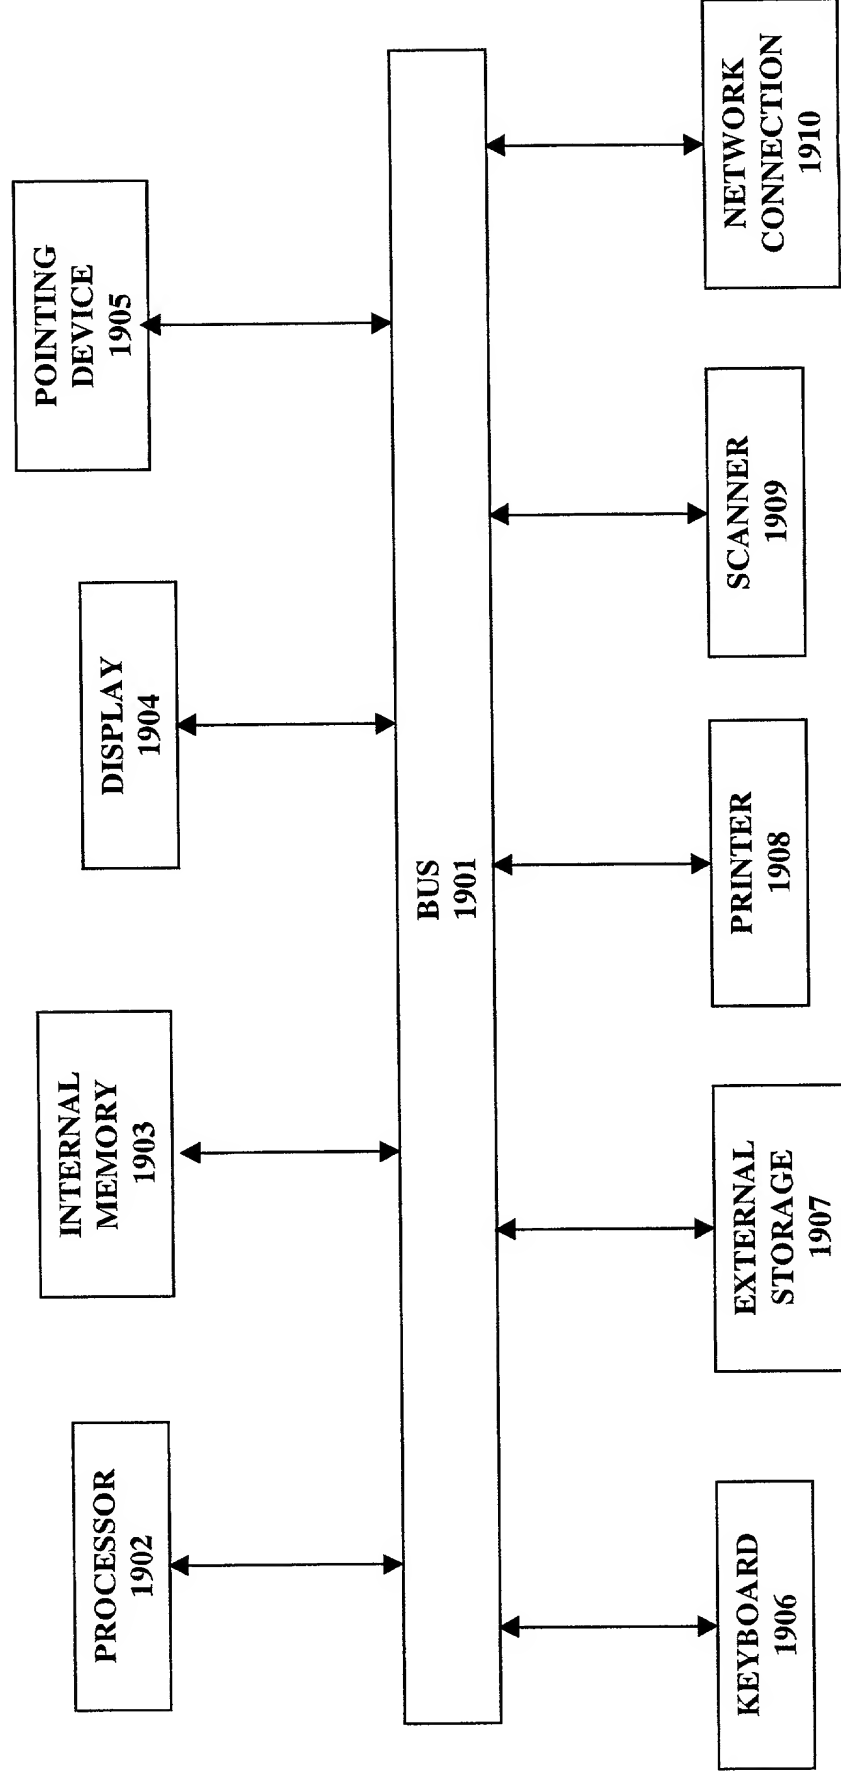 PROCESSOR
1902
INTERNAL
MEMORY
1903
DISPLAY
1904
POINTING
DEVICE
1905
BUS
1901
KEYBOARD
1906
EXTERNAL
STORAGE
1907
PRINTER
1908
SCANNER
1909
NETWORK
CONNECTION
1910